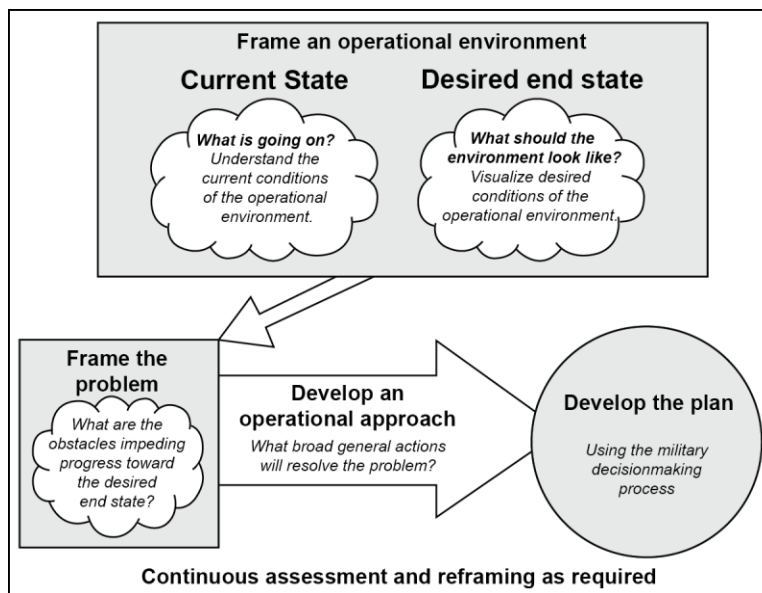 Frame an operational environment
Current State
What is going on?
Understand the
current conditions
of the operational
environment.
Desired end state
What should the
environment look like?
Visualize desired
conditions of the
operational environment.
Frame the
problem
What are the
obstacles impeding
progress toward
the desired
end state?
Develop an
operational approach
What broad general actions
will resolve the problem?
Develop the plan
Using the military
decisionmaking
process
Continuous assessment and reframing as required